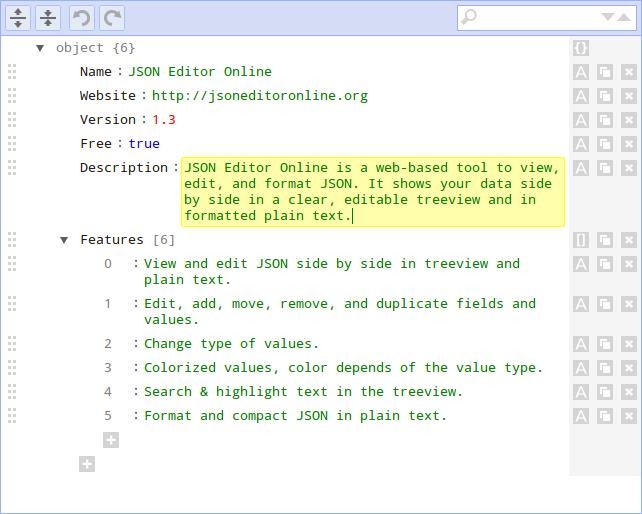 object {6}
{}
Name : JSON Editor Online
A
Website : http://jsoneditoronline.org
A
Version : 1.3
A
Free : true
A
Description : JSON Editor Online is a web-based tool to view,
A
edit, and format JSON. It shows your data side
by side in a clear, editable treeview and in
formatted plain text.
Features [6]
[]
0 : View and edit JSON side by side in treeview and
A
plain text.
1 : Edit, add, move, remove, and duplicate fields and
A
values.
2 : Change type of values.
A
3 : Colorized values, color depends of the value type.
A
4 : Search & highlight text in the treeview.
A
5 : Format and compact JSON in plain text.
A